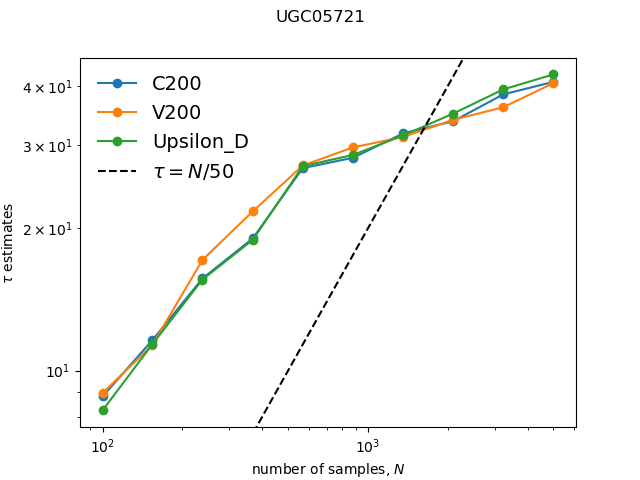 UGC05721
C200
V200
Upsilon_D
τ = N/50
4 × 10¹
3 × 10¹
2 × 10¹
10¹
τ estimates
10²
10³
number of samples, N